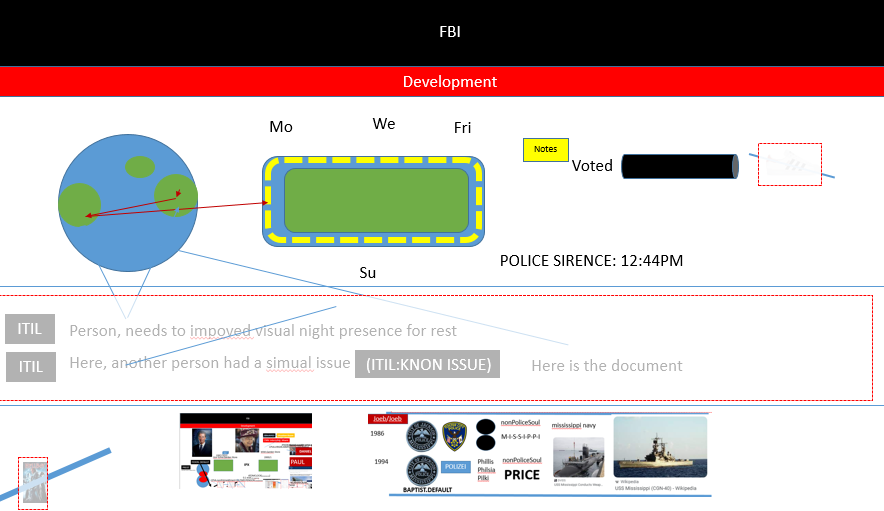 FBI
Development
Mo
We
Fri
Notes
Voted
Su
POLICE SIRENCE: 12:44PM
ITIL
Person, needs to impoved visual night presence for rest
ITIL
Here, another person had a simual issue
(ITIL:KNON ISSUE)
Here is the document
PAUL
Joeb/Joeb
1986
nonPoliceSoul
M-I-S-S-I-P-P-I
mississippi navy
1994
POLIZEI
Phillis
Philsia
Pilki
nonPoliceSoul
PRICE
BAPTIST.DEFAULT
Wikipedia
USS Mississippi (CGN-40) - Wikipedia